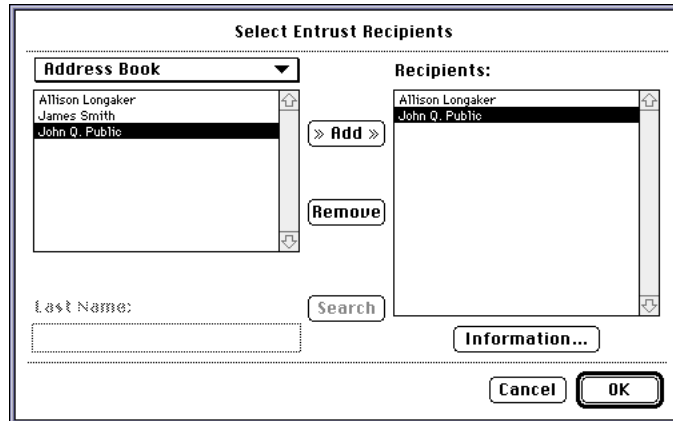 Select Entrust Recipients
Address Book
Recipients:
Allison Longaker
James Smith
John Q. Public
Allison Longaker
John Q. Public
» Add »
Remove
Last Name:
Search
Information...
Cancel
OK